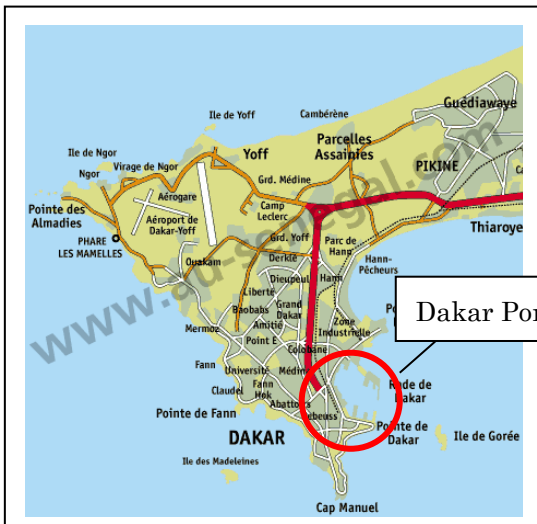 Guédiawaye
Ile de Yoff
Cambérène
Parcelles
Assainies
Ile de Ngor
Virage de Ngor
Yoff
PIKINE
Ngor
Grd. Médine
Aérogare
Camp
Leclerc
Pointe des
Almadies
Aéroport de
Dakar-Yoff
Thiaroye
PHARE
LES MAMELLES
Grd. Yoff
Parc de
Hann
Ouakam
Derklé
Hann-
Pêcheurs
Dieupeul
Hann
Liberté
Baobabs
Grand
Dakar
Dakar
Mermoz
Amitié
Zone
Industrielle
Point E
Colobane
Fann
Université
Médine
Rade de
Dakar
Claudel
Fann
Hok
Abattoirs
Pointe de Fann
Pointe de
Dakar
DAKAR
Ile de Gorée
Ile des Madeleines
Cap Manuel
www.au-senegal.com